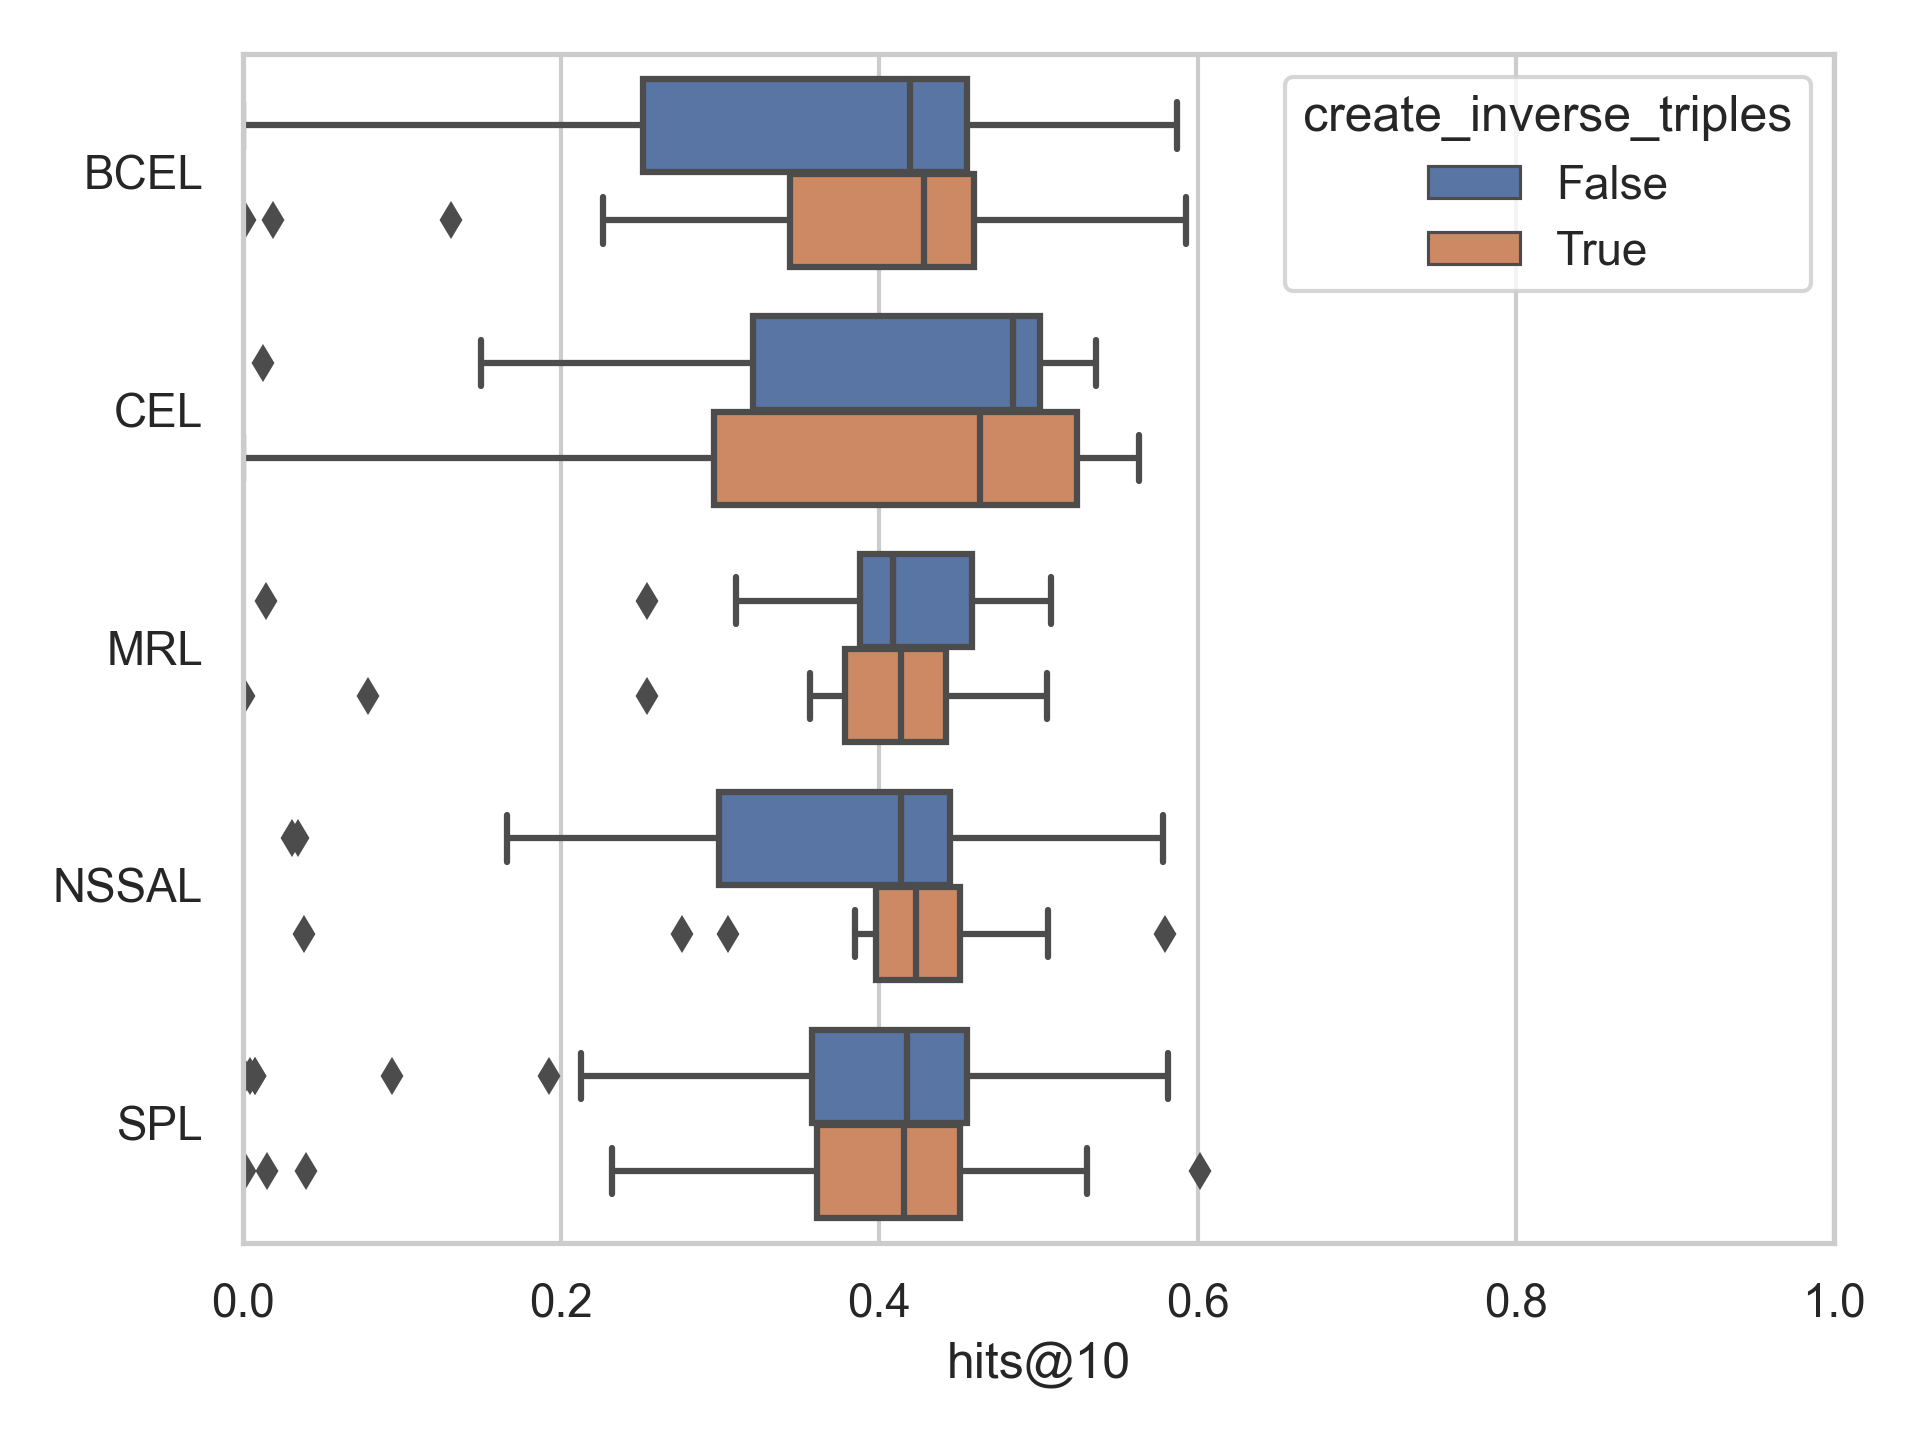 create_inverse_triples
False
True
BCEL
CEL
MRL
NSSAL
SPL
0.0 0.2 0.4 0.6 0.8 1.0
hits@10